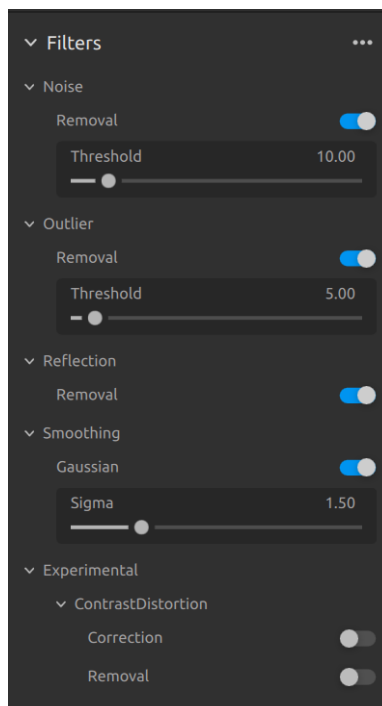 Filters
Noise
Removal
Threshold 10.00
Outlier
Removal
Threshold 5.00
Reflection
Removal
Smoothing
Gaussian
Sigma 1.50
Experimental
ContrastDistortion
Correction
Removal